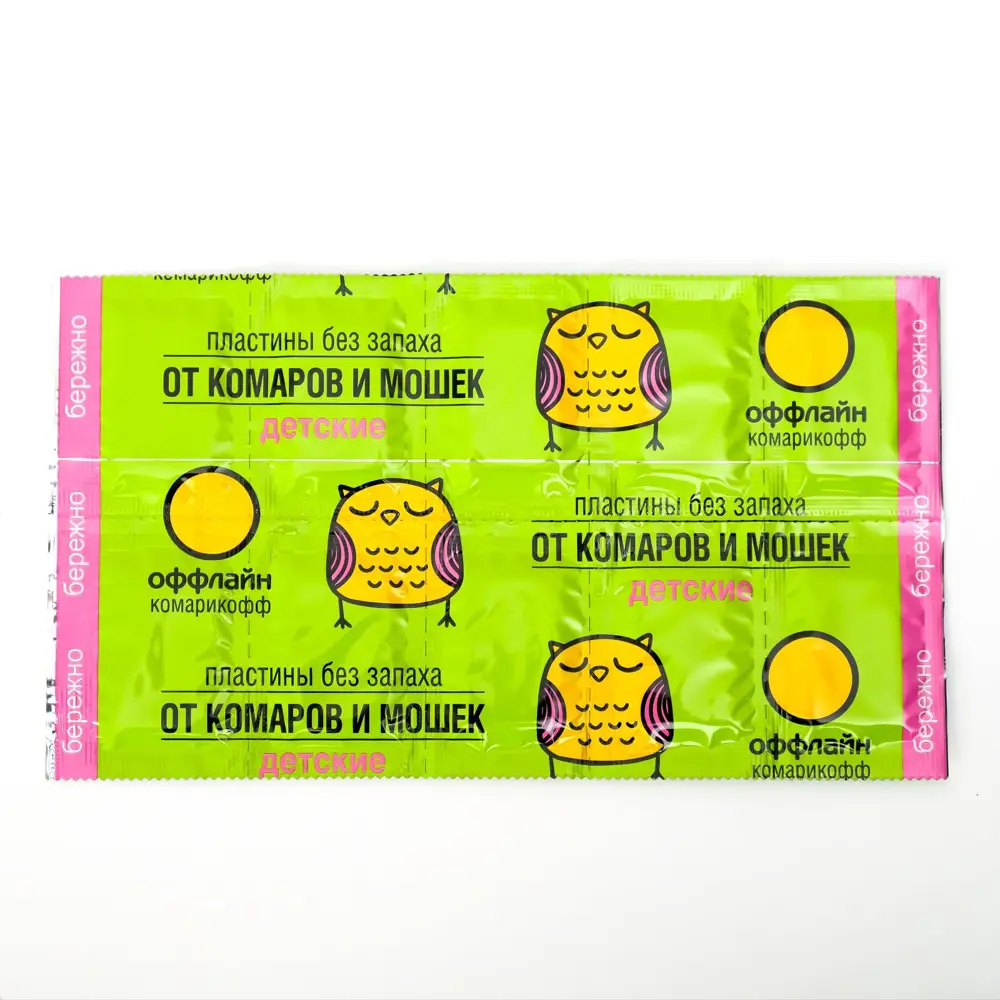 комарикофф
бережно
пластины без запаха
ОТ КОМАРОВ И МОШЕК
детские
оффлайн
комарикофф
бережно
бережно
оффлайн
комарикофф
пластины без запаха
ОТ КОМАРОВ И МОШЕК
детские
бережно
бережно
пластины без запаха
ОТ КОМАРОВ И МОШЕК
детские
оффлайн
комарикофф
бережно